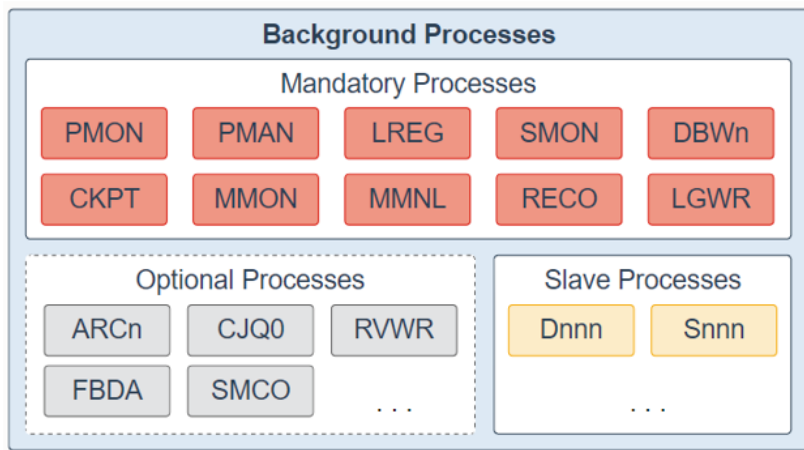 Background Processes
Mandatory Processes
PMON PMAN LREG SMON DBWn
CKPT MMON MMNL RECO LGWR
Optional Processes
ARCn CJQ0 RVWR
FBDA SMCO . . .
Slave Processes
Dnnn Snnn
. . .